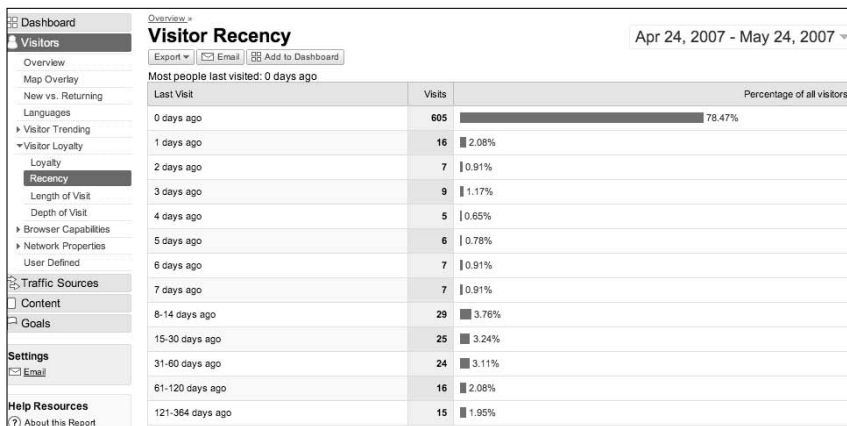 Dashboard
Visitors
Overview
Map Overlay
New vs. Returning
Languages
Visitor Trending
Visitor Loyalty
Loyalty
Recency
Length of Visit
Depth of Visit
Browser Capabilities
Network Properties
User Defined
Traffic Sources
Content
Goals
Settings
Email
Help Resources
? About this Report
Overview »
Visitor Recency
Apr 24, 2007 - May 24, 2007
Export Email Add to Dashboard
Most people last visited: 0 days ago
Last Visit Visits Percentage of all visitors
0 days ago 605 78.47%
1 days ago 16 2.08%
2 days ago 7 0.91%
3 days ago 9 1.17%
4 days ago 5 0.65%
5 days ago 6 0.78%
6 days ago 7 0.91%
7 days ago 7 0.91%
8-14 days ago 29 3.76%
15-30 days ago 25 3.24%
31-60 days ago 24 3.11%
61-120 days ago 16 2.08%
121-364 days ago 15 1.95%